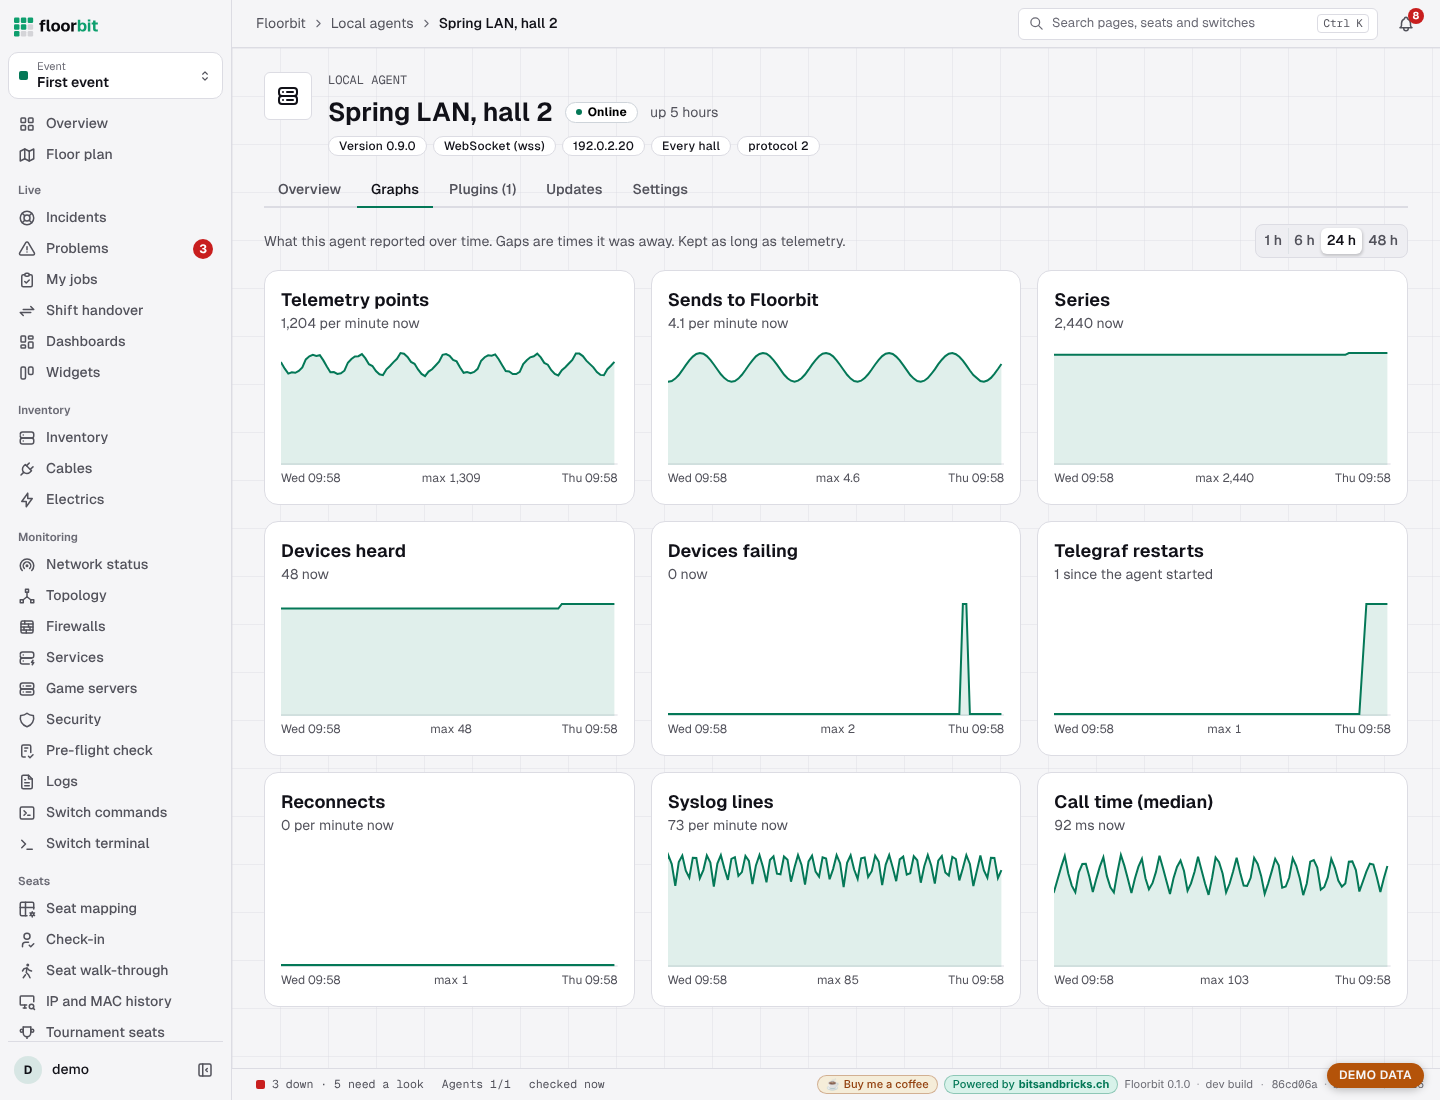 floorbit
Event
First event
Overview
Floor plan
Live
Incidents
Problems 3
My jobs
Shift handover
Dashboards
Widgets
Inventory
Inventory
Cables
Electrics
Monitoring
Network status
Topology
Firewalls
Services
Game servers
Security
Pre-flight check
Logs
Switch commands
Switch terminal
Seats
Seat mapping
Check-in
Seat walk-through
IP and MAC history
Tournament seats
D demo
Floorbit > Local agents > Spring LAN, hall 2
Search pages, seats and switches Ctrl K
8
LOCAL AGENT
Spring LAN, hall 2 Online up 5 hours
Version 0.9.0 WebSocket (wss) 192.0.2.20 Every hall protocol 2
Overview Graphs Plugins (1) Updates Settings
What this agent reported over time. Gaps are times it was away. Kept as long as telemetry.
1 h 6 h 24 h 48 h
Telemetry points
1,204 per minute now
Wed 09:58 max 1,309 Thu 09:58
Sends to Floorbit
4.1 per minute now
Wed 09:58 max 4.6 Thu 09:58
Series
2,440 now
Wed 09:58 max 2,440 Thu 09:58
Devices heard
48 now
Wed 09:58 max 48 Thu 09:58
Devices failing
0 now
Wed 09:58 max 2 Thu 09:58
Telegraf restarts
1 since the agent started
Wed 09:58 max 1 Thu 09:58
Reconnects
0 per minute now
Wed 09:58 max 1 Thu 09:58
Syslog lines
73 per minute now
Wed 09:58 max 85 Thu 09:58
Call time (median)
92 ms now
Wed 09:58 max 103 Thu 09:58
3 down · 5 need a look Agents 1/1 checked now
Buy me a coffee
Powered by bitsandbricks.ch
Floorbit 0.1.0 · dev build · 86cd06a ·
DEMO DATA